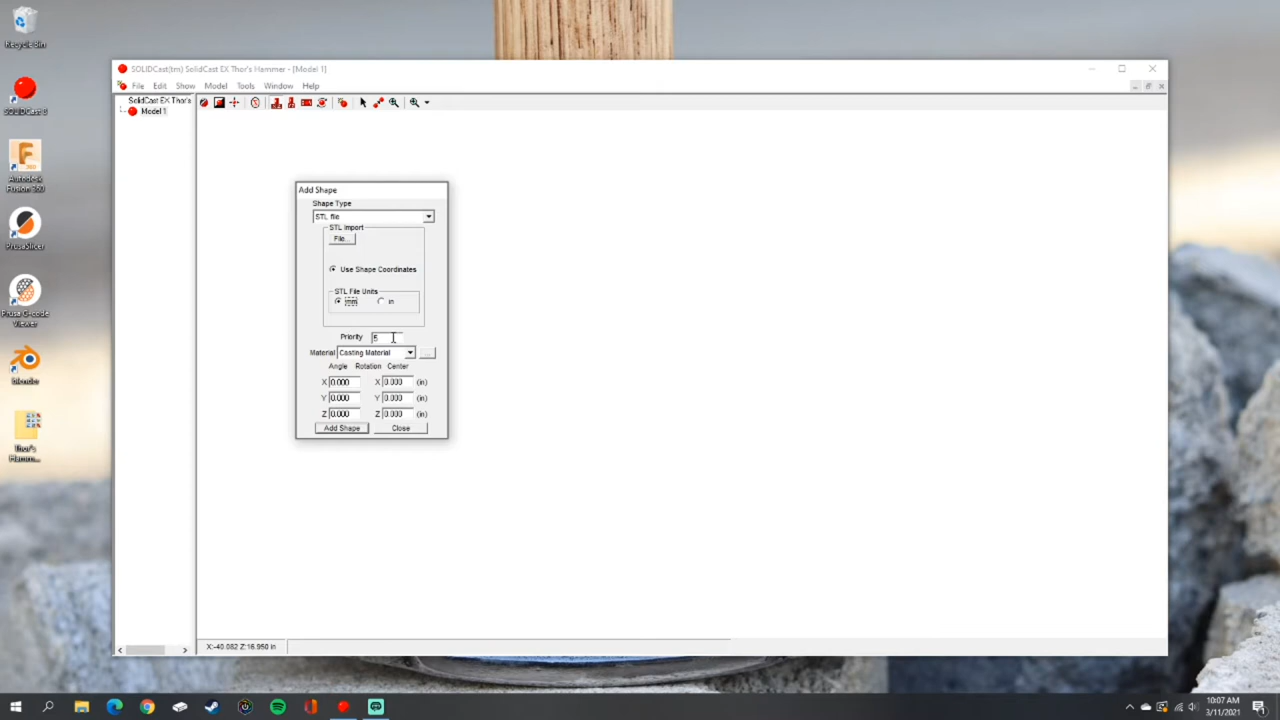 Recycle Bin
SOLIDCast 8
Autodesk
Fusion 360
PrusaSlicer
Prusa G-code
Viewer
blender
Thor's
Hamm...
SOLIDCast(tm) SolidCast EX Thor's Hammer - [Model 1]
File Edit Show Model Tools Window Help
SolidCast EX Thor's
Model 1
Add Shape
Shape Type
STL file
STL Import
File...
Use Shape Coordinates
STL File Units
mm in
Priority 5
Material Casting Material ...
Angle Rotation Center
X 0.000 X 0.000 (in)
Y 0.000 Y 0.000 (in)
Z 0.000 Z 0.000 (in)
Add Shape Close
X:-40.082 Z:16.950 in
10:07 AM
3/11/2021
1